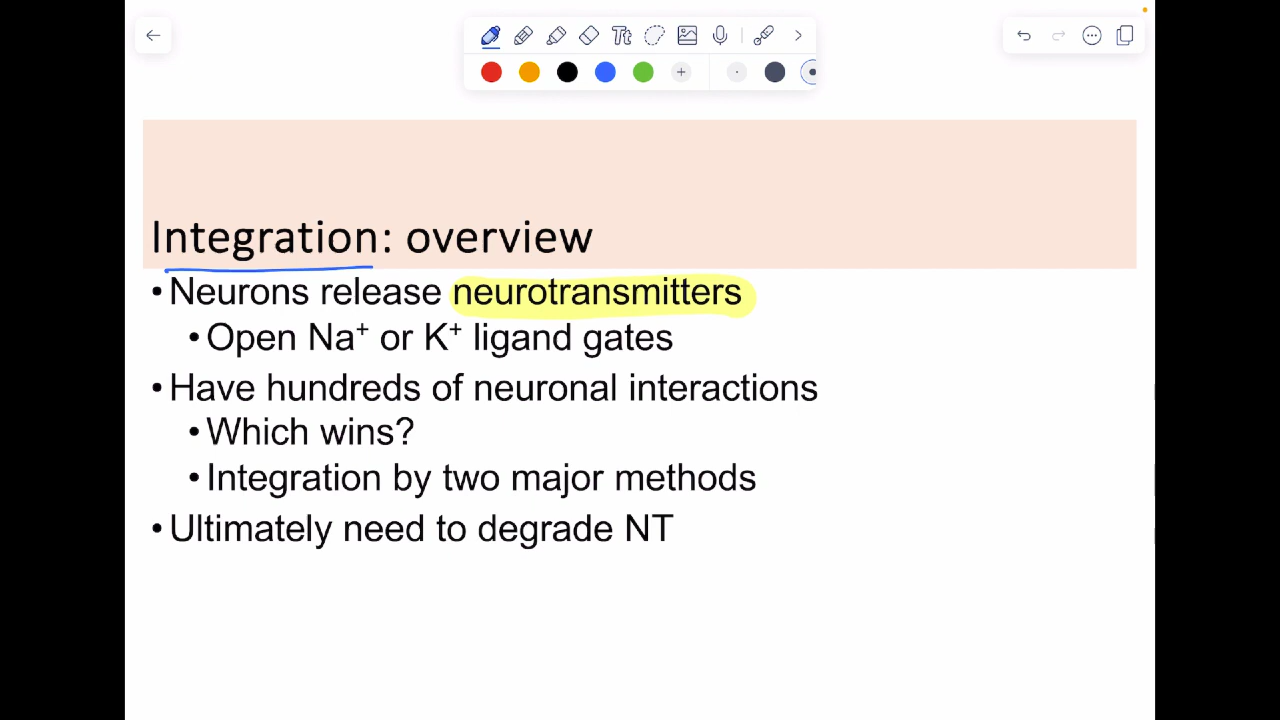 Tt
Integration: overview
• Neurons release neurotransmitters
• Open Na⁺ or K⁺ ligand gates
• Have hundreds of neuronal interactions
• Which wins?
• Integration by two major methods
• Ultimately need to degrade NT